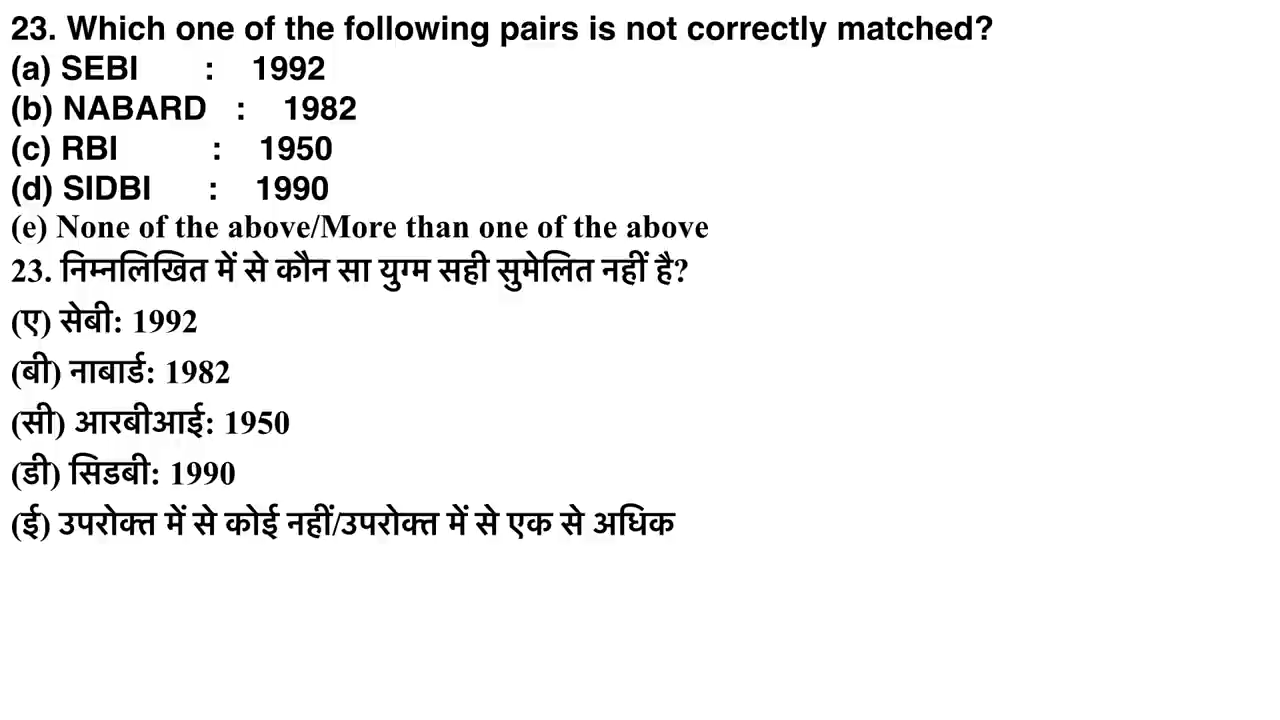 23. Which one of the following pairs is not correctly matched?
(a) SEBI : 1992
(b) NABARD : 1982
(c) RBI : 1950
(d) SIDBI : 1990
(e) None of the above/More than one of the above
23. निम्नलिखित में से कौन सा युग्म सही सुमेलित नहीं है?
(ए) सेबी: 1992
(बी) नाबार्ड: 1982
(सी) आरबीआई: 1950
(डी) सिडबी: 1990
(ई) उपरोक्त में से कोई नहीं/उपरोक्त में से एक से अधिक